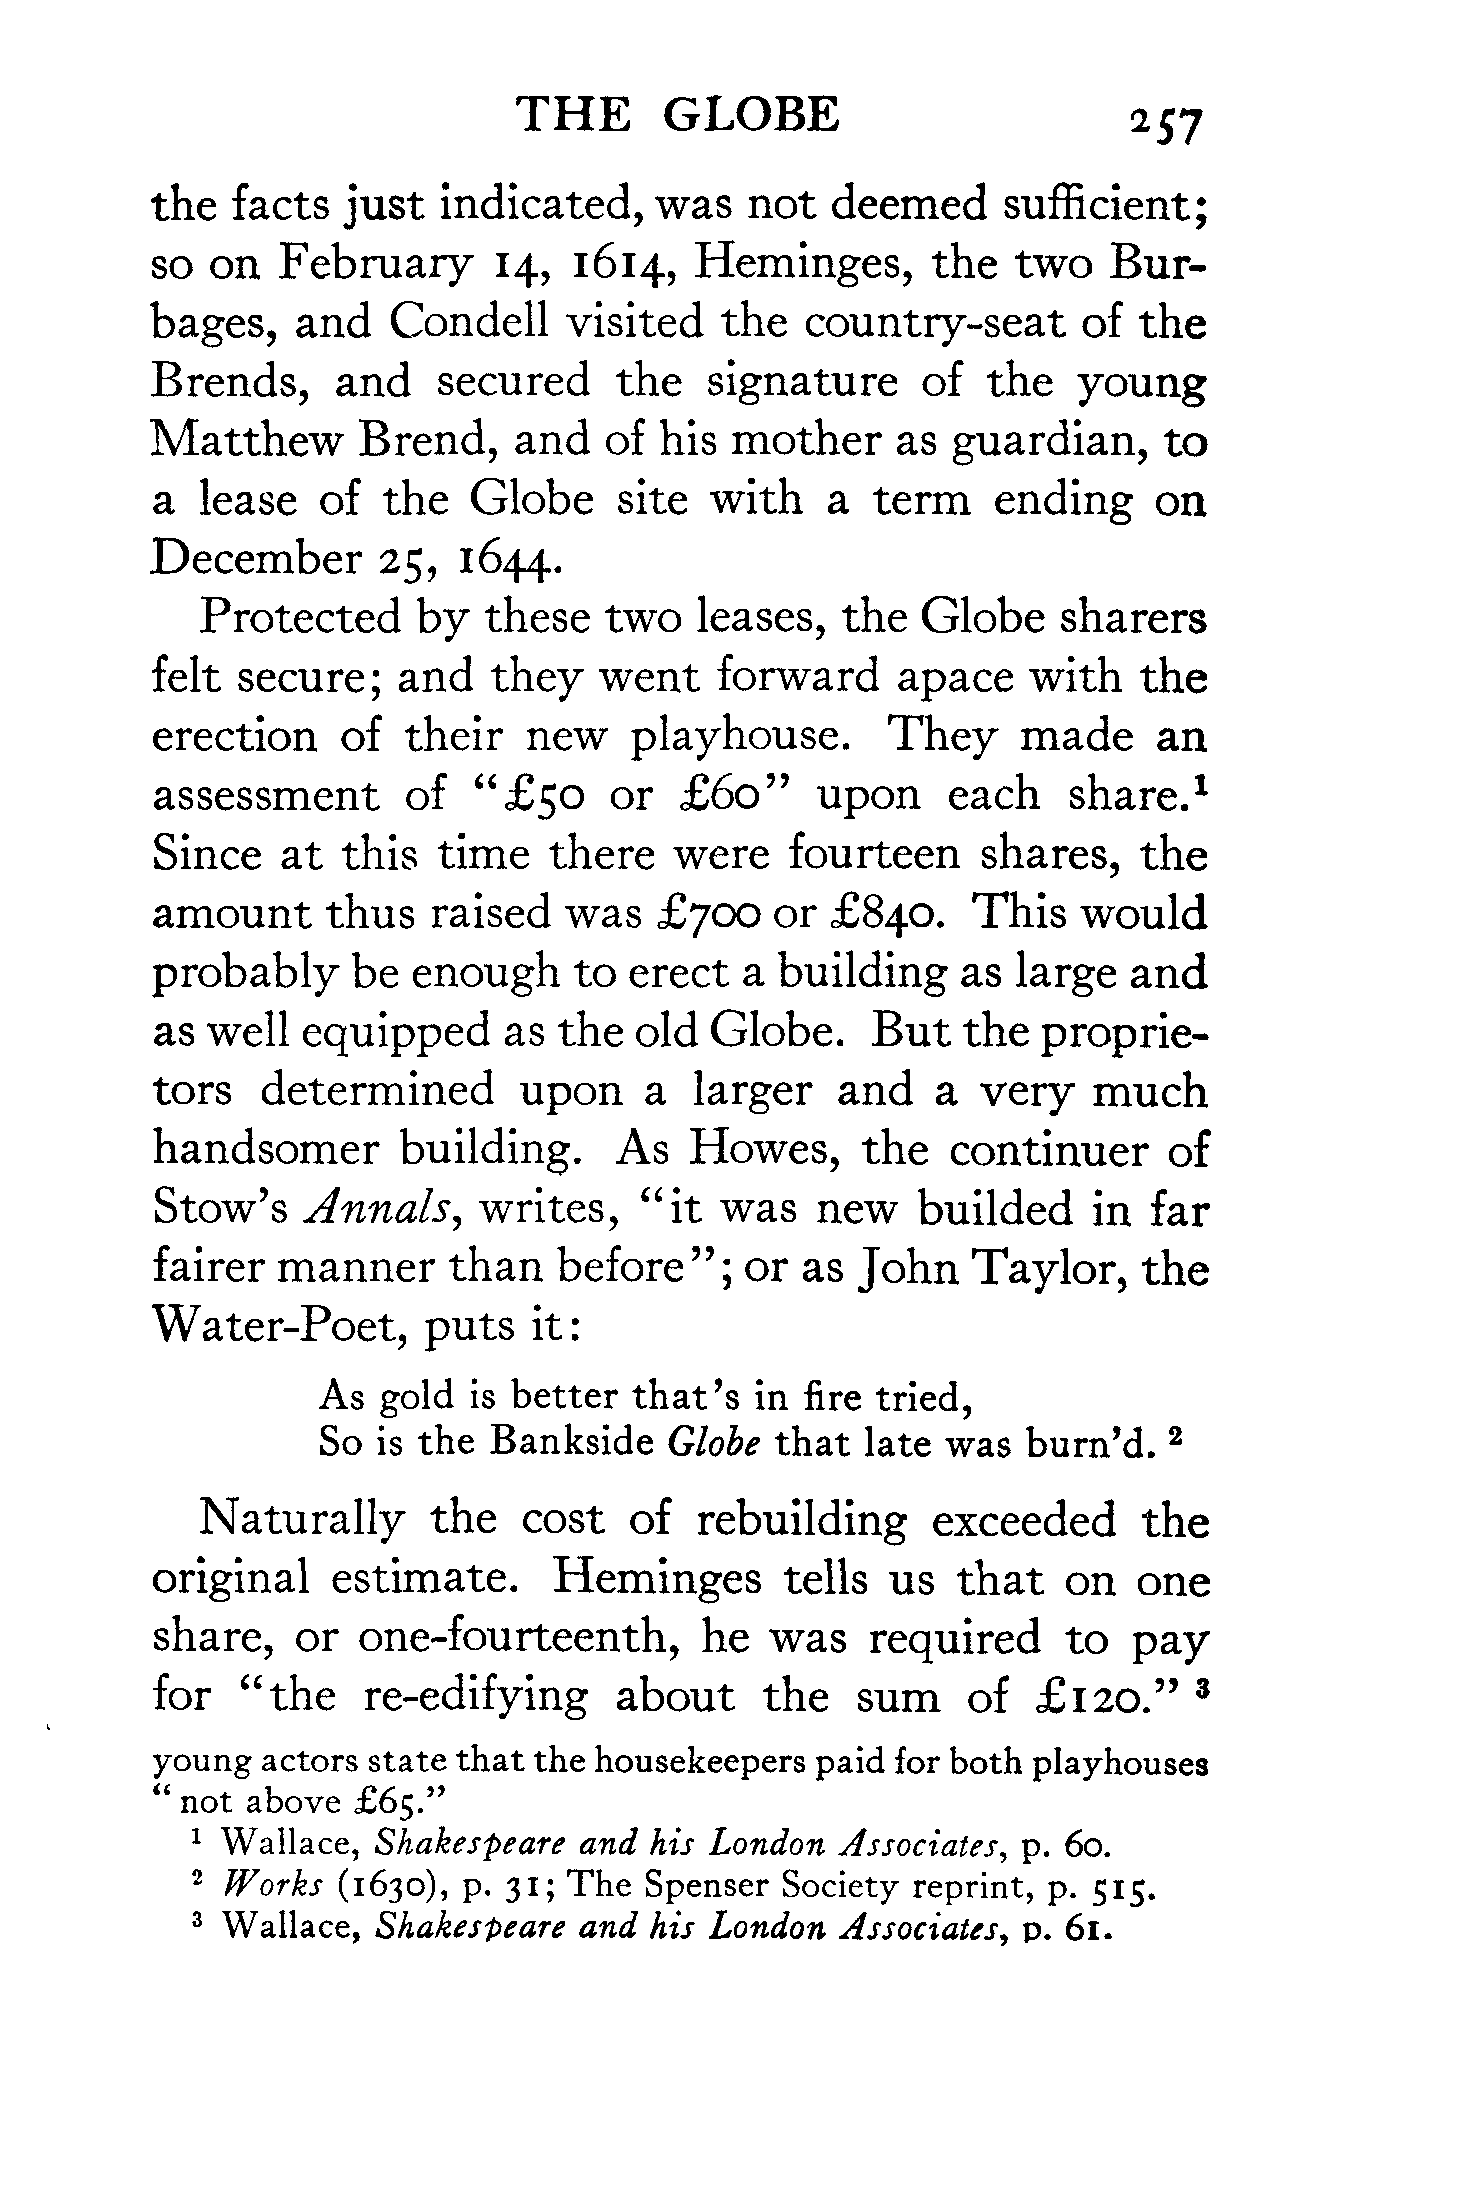 THE GLOBE 257
the facts just indicated, was not deemed sufficient;
so on February 14, 1614, Heminges, the two Bur-
bages, and Condell visited the country-seat of the
Brends, and secured the signature of the young
Matthew Brend, and of his mother as guardian, to
a lease of the Globe site with a term ending on
December 25, 1644.
Protected by these two leases, the Globe sharers
felt secure; and they went forward apace with the
erection of their new playhouse. They made an
assessment of “£50 or £60” upon each share.¹
Since at this time there were fourteen shares, the
amount thus raised was £700 or £840. This would
probably be enough to erect a building as large and
as well equipped as the old Globe. But the proprie-
tors determined upon a larger and a very much
handsomer building. As Howes, the continuer of
Stow’s Annals, writes, “it was new builded in far
fairer manner than before”; or as John Taylor, the
Water-Poet, puts it:
As gold is better that’s in fire tried,
So is the Bankside Globe that late was burn’d. ²
Naturally the cost of rebuilding exceeded the
original estimate. Heminges tells us that on one
share, or one-fourteenth, he was required to pay
for “the re-edifying about the sum of £120.” ³
young actors state that the housekeepers paid for both playhouses
“not above £65.”
¹ Wallace, Shakespeare and his London Associates, p. 60.
² Works (1630), p. 31; The Spenser Society reprint, p. 515.
³ Wallace, Shakespeare and his London Associates, p. 61.